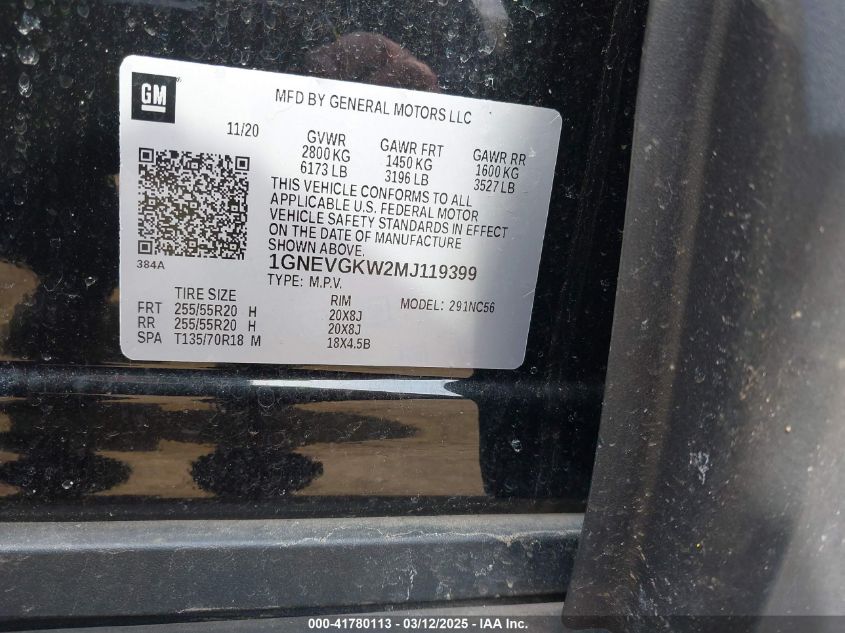 GM
MFD BY GENERAL MOTORS LLC
11/20
GVWR
2800 KG
6173 LB
GAWR FRT
1450 KG
3196 LB
GAWR RR
1600 KG
3527 LB
THIS VEHICLE CONFORMS TO ALL
APPLICABLE U.S. FEDERAL MOTOR
VEHICLE SAFETY STANDARDS IN EFFECT
ON THE DATE OF MANUFACTURE
SHOWN ABOVE.
384A
1GNEVGKW2MJ119399
TYPE: M.P.V.
MODEL: 291NC56
TIRE SIZE RIM
FRT 255/55R20 H 20X8J
RR 255/55R20 H 20X8J
SPA T135/70R18 M 18X4.5B
000-41780113 - 03/12/2025 - IAA, Inc.